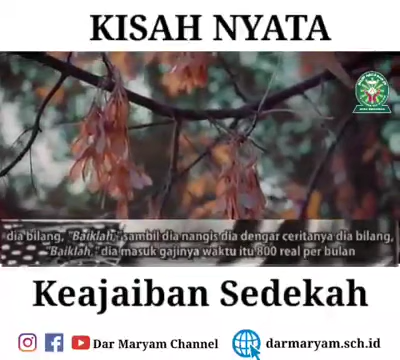 KISAH NYATA
dia bilang, "Baiklah," sambil dia nangis dia dengar ceritanya dia bilang,
"Baiklah," dia masuk gajinya waktu itu 800 real per bulan
Keajaiban Sedekah
Dar Maryam Channel
darmaryam.sch.id